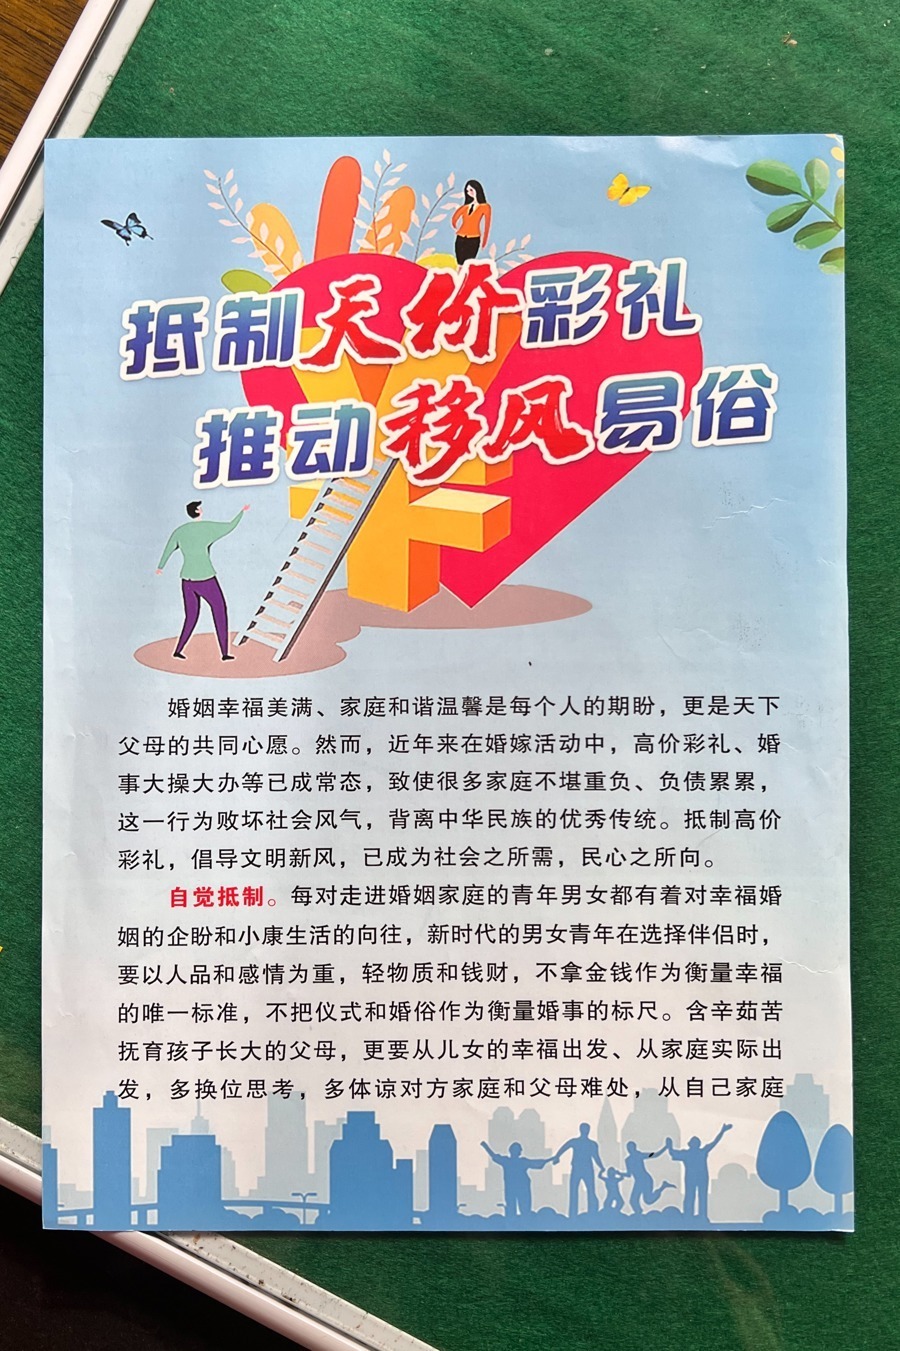 抵制天价彩礼
推动移风易俗
婚姻幸福美满、家庭和谐温馨是每个人的期盼，更是天下
父母的共同心愿。然而，近年来在婚嫁活动中，高价彩礼、婚
事大操大办等已成常态，致使很多家庭不堪重负、负债累累，
这一行为败坏社会风气，背离中华民族的优秀传统。抵制高价
彩礼，倡导文明新风，已成为社会之所需，民心之所向。
自觉抵制。每对走进婚姻家庭的青年男女都有着对幸福婚
姻的企盼和小康生活的向往，新时代的男女青年在选择伴侣时，
要以人品和感情为重，轻物质和钱财，不拿金钱作为衡量幸福
的唯一标准，不把仪式和婚俗作为衡量婚事的标尺。含辛茹苦
抚育孩子长大的父母，更要从儿女的幸福出发、从家庭实际出
发，多换位思考，多体谅对方家庭和父母难处，从自己家庭